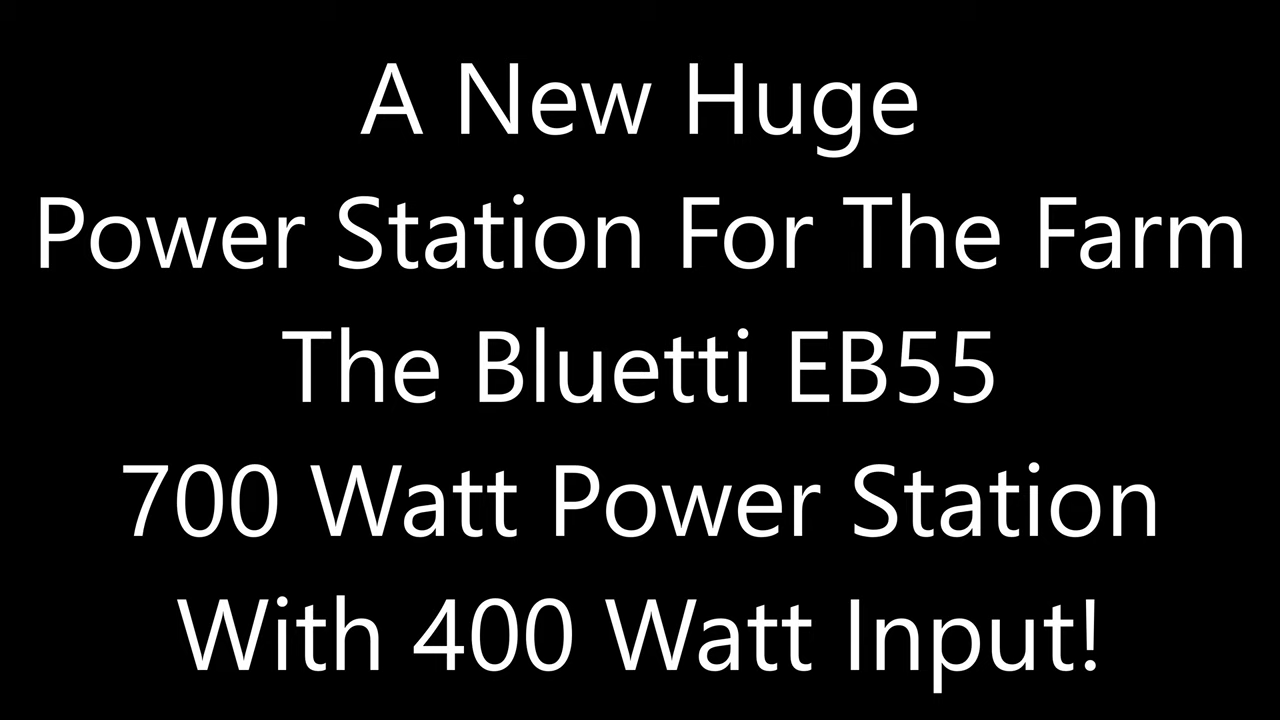 A New Huge
Power Station For The Farm
The Bluetti EB55
700 Watt Power Station
With 400 Watt Input!